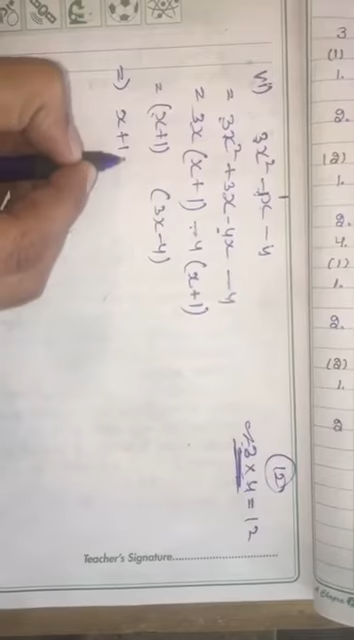 vi) 3x² - x - 4
= 3x² + 3x - 4x - 4
= 3x (x+1) - 4 (x+1)
= (x+1) (3x-4)
=) x+1
12
3 x 4 = 12
Teacher's Signature
3
(1)
1.
2.
(2)
1.
2.
4.
(1)
1.
2.
(2)
1.
2